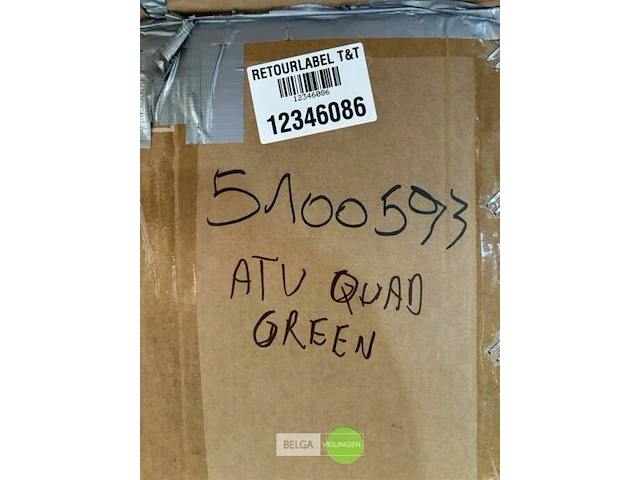 RETOURLABEL T&T
12346086
12346086
5100593
ATV QUAD
GREEN
BELGA VEILINGEN